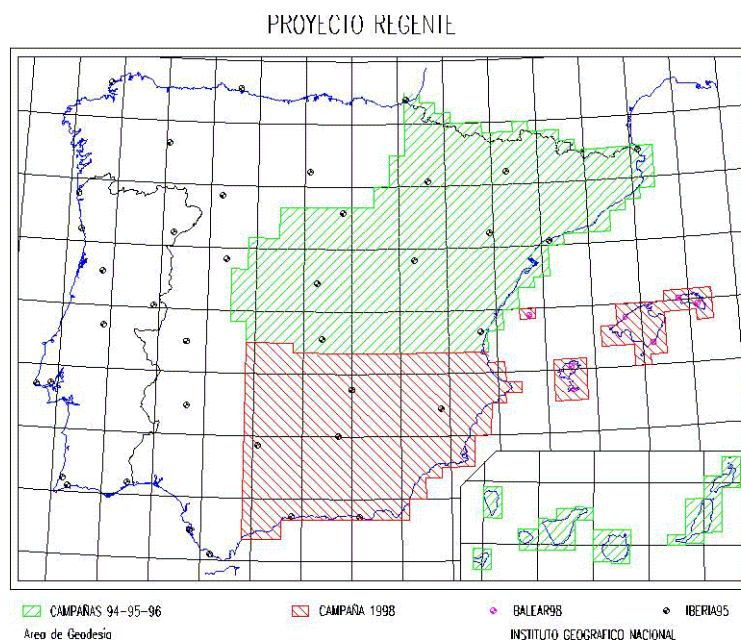 PROYECTO REGENTE
CAMPAÑAS 94-95-96
CAMPAÑA 1998
BALEAR98
IBERIA95
Area de Geodesia
INSTITUTO GEOGRAFICO NACIONAL